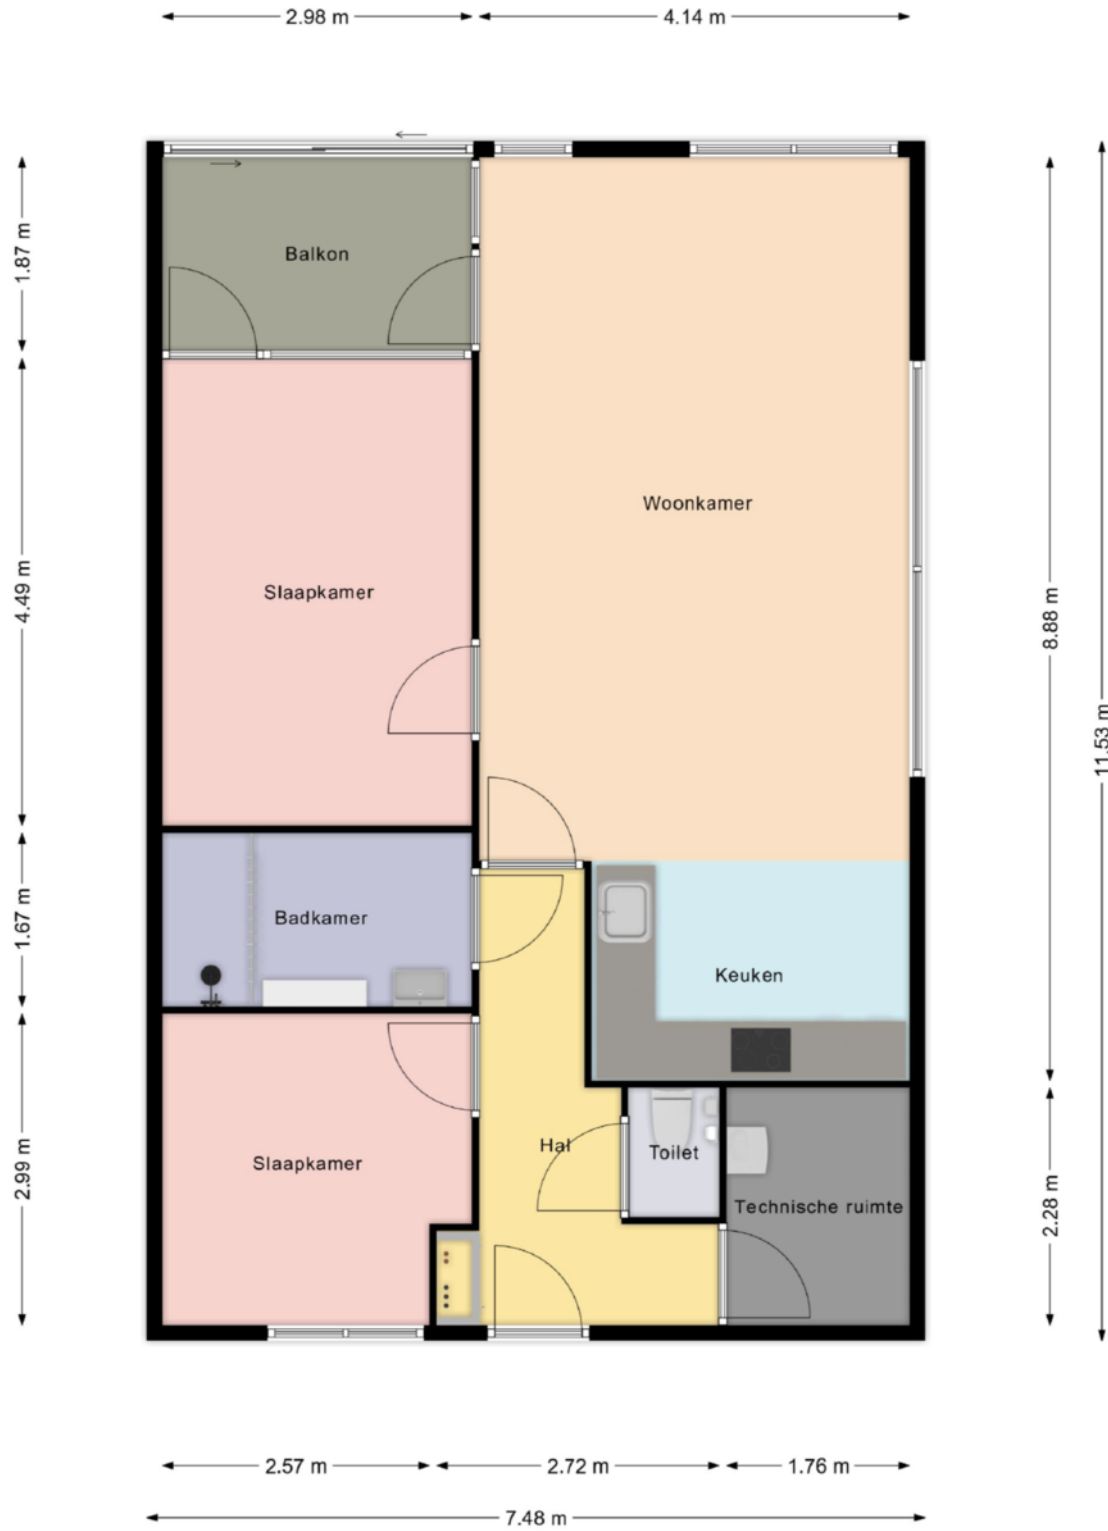 2.98 m
4.14 m
1.87 m
Balkon
4.49 m
Woonkamer
Slaapkamer
8.88 m
11.53 m
1.67 m
Badkamer
Keuken
2.99 m
Slaapkamer
Hal
Toilet
Technische ruimte
2.28 m
2.57 m
2.72 m
1.76 m
7.48 m